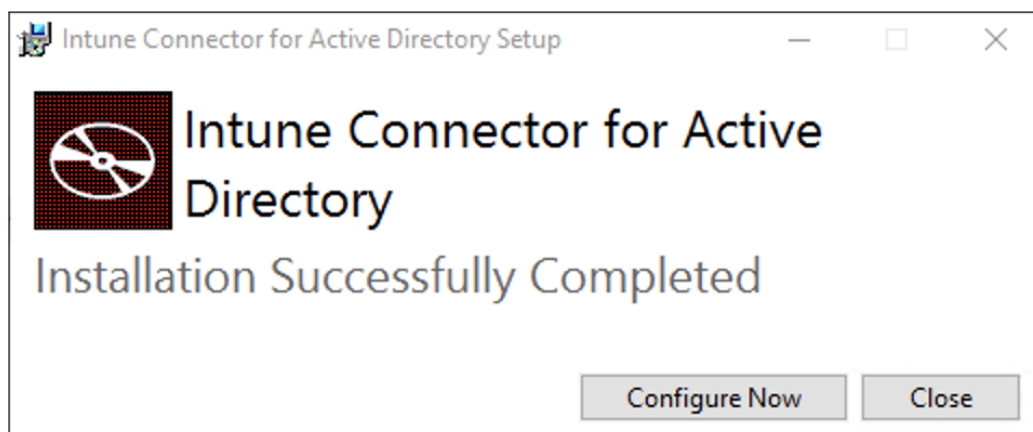 Intune Connector for Active Directory Setup
Intune Connector for Active
Directory
Installation Successfully Completed
Configure Now Close